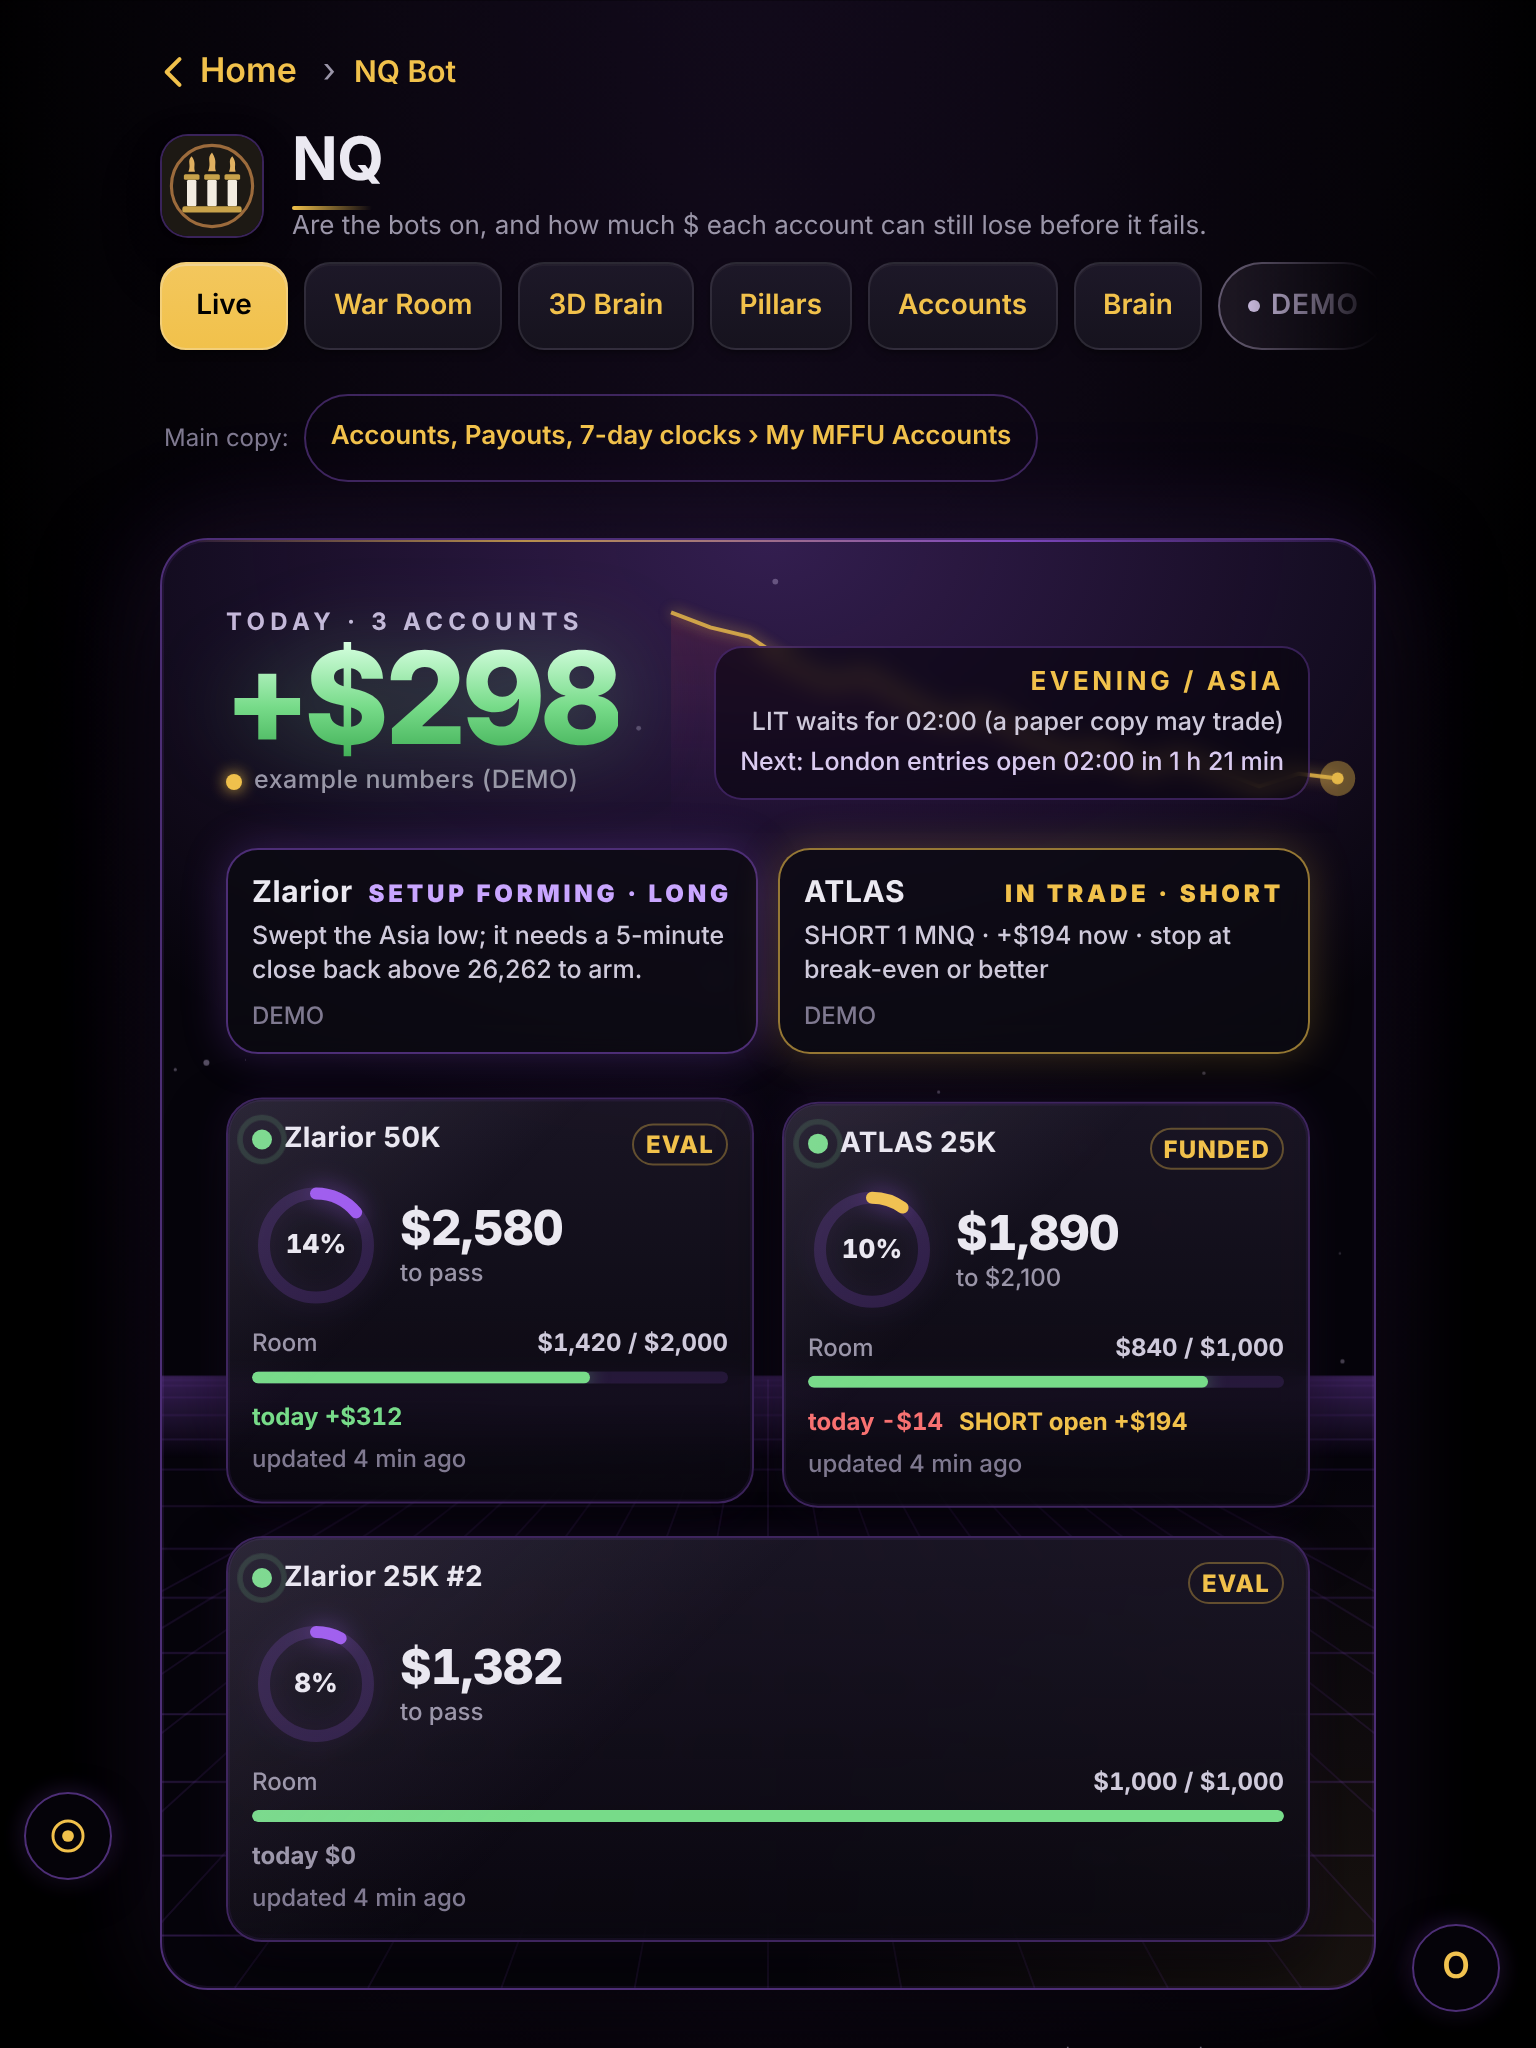 Home › NQ Bot
NQ
Are the bots on, and how much $ each account can still lose before it fails.
Live
War Room
3D Brain
Pillars
Accounts
Brain
• DEMO
Main copy:
Accounts, Payouts, 7-day clocks › My MFFU Accounts
TODAY · 3 ACCOUNTS
+$298
example numbers (DEMO)
EVENING / ASIA
LIT waits for 02:00 (a paper copy may trade)
Next: London entries open 02:00 in 1 h 21 min
Zlarior SETUP FORMING · LONG
Swept the Asia low; it needs a 5-minute
close back above 26,262 to arm.
DEMO
ATLAS IN TRADE · SHORT
SHORT 1 MNQ · +$194 now · stop at
break-even or better
DEMO
Zlarior 50K EVAL
14%
$2,580
to pass
Room $1,420 / $2,000
today +$312
updated 4 min ago
ATLAS 25K FUNDED
10%
$1,890
to $2,100
Room $840 / $1,000
today -$14 SHORT open +$194
updated 4 min ago
Zlarior 25K #2 EVAL
8%
$1,382
to pass
Room $1,000 / $1,000
today $0
updated 4 min ago
O